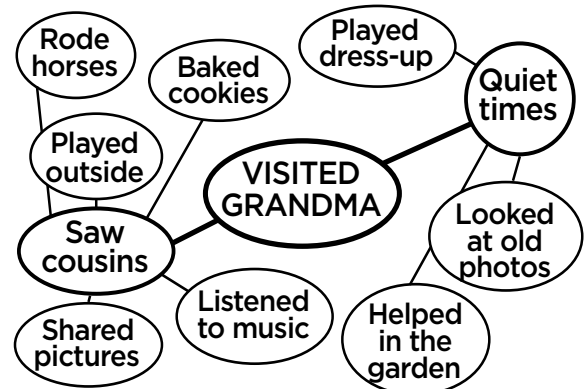 Rode
horses
Baked
cookies
Played
dress-up
Quiet
times
Played
outside
VISITED
GRANDMA
Saw
cousins
Looked
at old
photos
Shared
pictures
Listened
to music
Helped
in the
garden